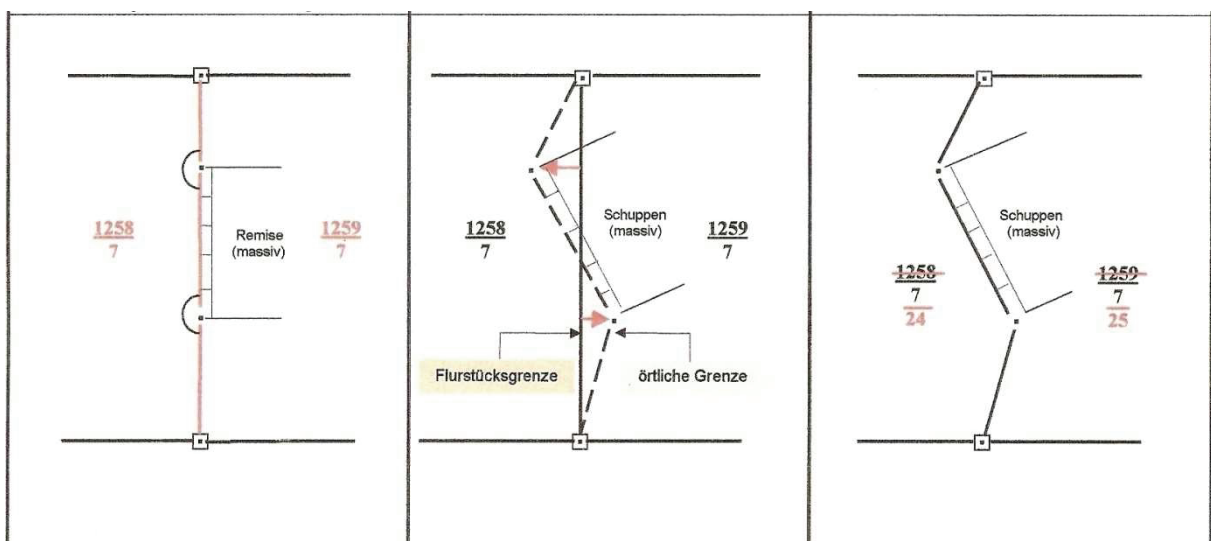 1258
7
Remise
(massiv)
1259
7
1258
7
Schuppen
(massiv)
1259
7
Flurstücksgrenze
örtliche Grenze
1258
7
24
Schuppen
(massiv)
1259
7
25